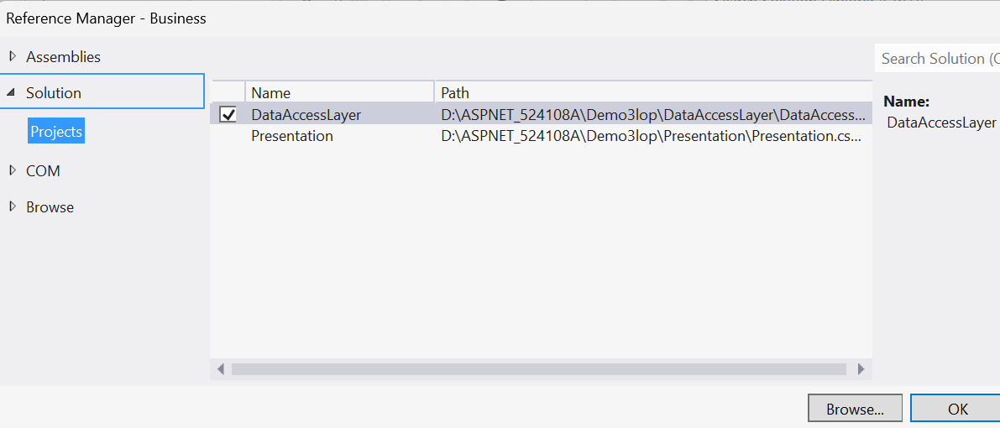 Reference Manager - Business
Assemblies
Solution
Projects
COM
Browse
Name Path
DataAccessLayer D:\ASPNET_524108A\Demo3lop\DataAccessLayer\DataAccess...
Presentation D:\ASPNET_524108A\Demo3lop\Presentation\Presentation.cs...
Search Solution (C
Name:
DataAccessLayer
Browse... OK